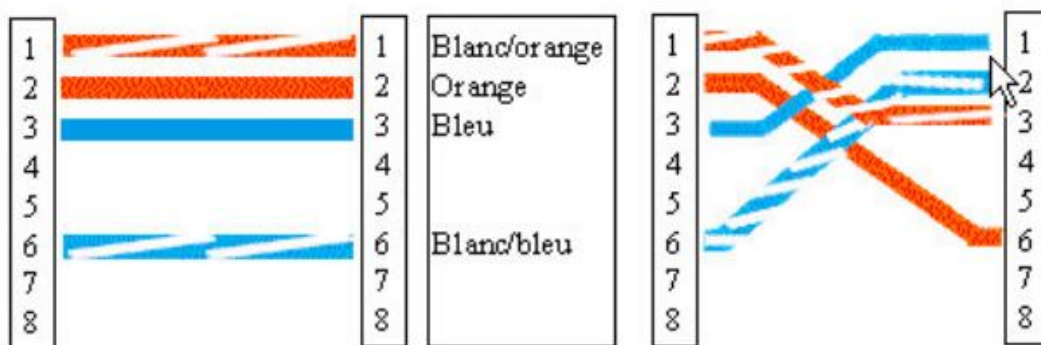 1 1 Blanc/orange 1 1
2 2 Orange 2 2
3 3 Bleu 3 3
4 4 4 4
5 5 5 5
6 6 Blanc/bleu 6 6
7 7 7 7
8 8 8 8